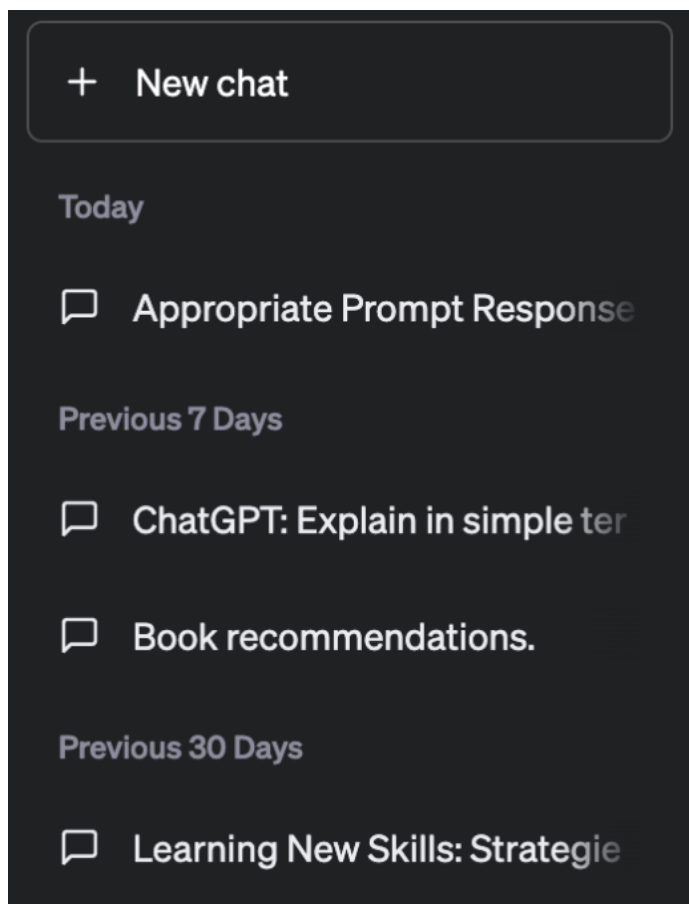 New chat
Today
Appropriate Prompt Response
Previous 7 Days
ChatGPT: Explain in simple ter
Book recommendations.
Previous 30 Days
Learning New Skills: Strategie